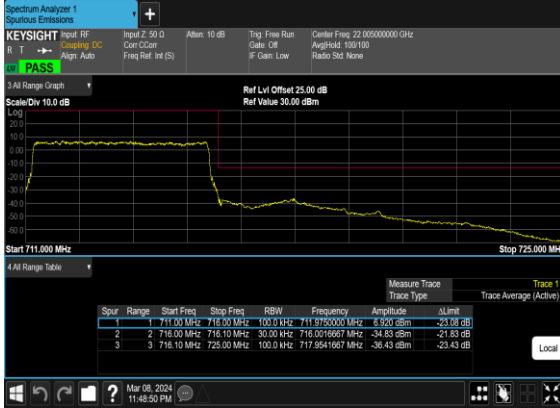 Spectrum Analyzer 1
Spurious Emissions
+
KEYSIGHT Input: RF Input Z: 50 Ω Atten: 10 dB Trig: Free Run Center Freq: 22.005000000 GHz
R T Coupling: DC Corr CCorr Gate: Off Avg|Hold: 100/100
Align: Auto Freq Ref: Int (S) IF Gain: Low Radio Std: None
LXI PASS
3.All Range Graph Ref Lvl Offset 25.00 dB
Scale/Div 10.0 dB Ref Value 30.00 dBm
Log
20.0
10.0
0.00
-10.0
-20.0
-30.0
-40.0
-50.0
-60.0
Start 711.000 MHz Stop 725.000 MH
4.All Range Table
Measure Trace Trace 1
Trace Type Trace Average (Active)
Spur Range Start Freq Stop Freq RBW Frequency Amplitude ΔLimit
1 1 711.00 MHz 716.00 MHz 100.0 kHz 711.9750000 MHz 6.920 dBm -23.08 dB
2 2 716.00 MHz 716.10 MHz 30.00 kHz 716.0016667 MHz -34.83 dBm -21.83 dB
3 3 716.10 MHz 725.00 MHz 100.0 kHz 717.9541667 MHz -36.43 dBm -23.43 dB
Local
? Mar 08, 2024
11:48:50 PM